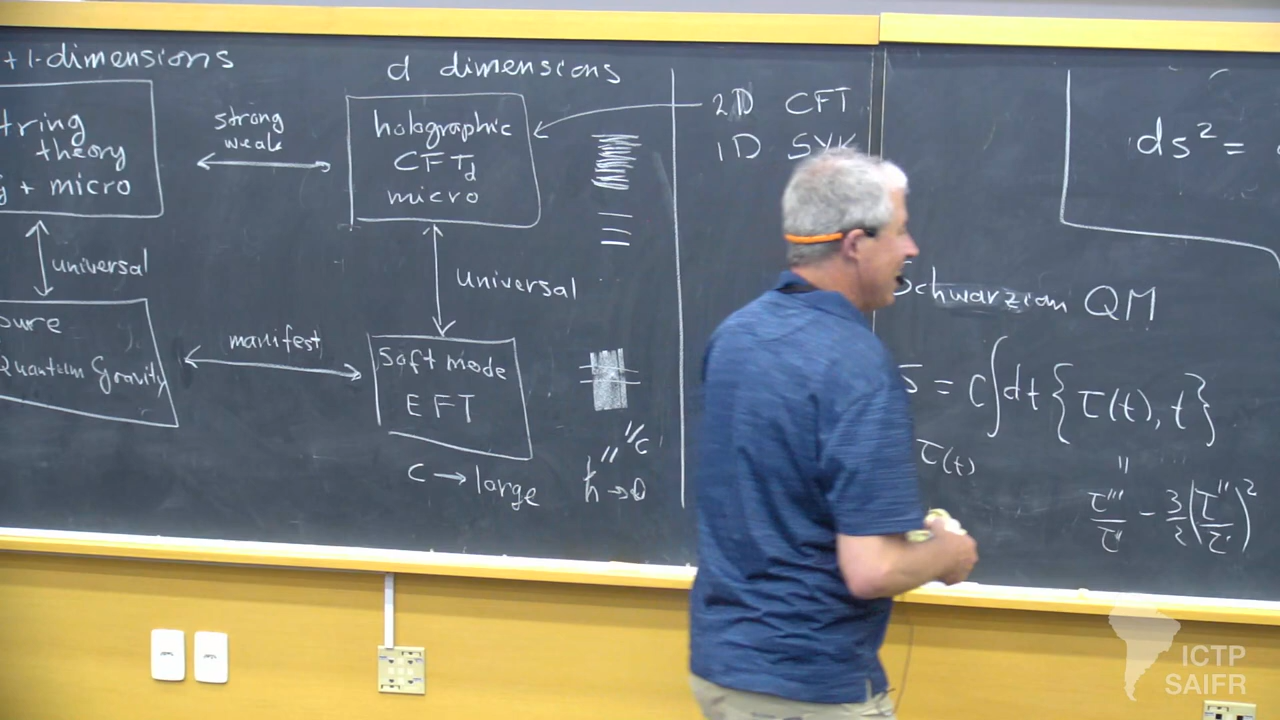 +1-dimensions
tring
theory
g + micro
universal
pure
Quantum Gravity
strong
weak
manifest
d dimensions
holographic
CFT_d
micro
universal
Soft mode
EFT
C → large
1/c
"
ħ → 0
2D CFT
1D SYK
ds² =
Schwarzian QM
S = C∫dt {τ(t), t}
τ(t)
"
τ'''/τ' - 3/2 (τ''/τ')²
ICTP
SAIFR